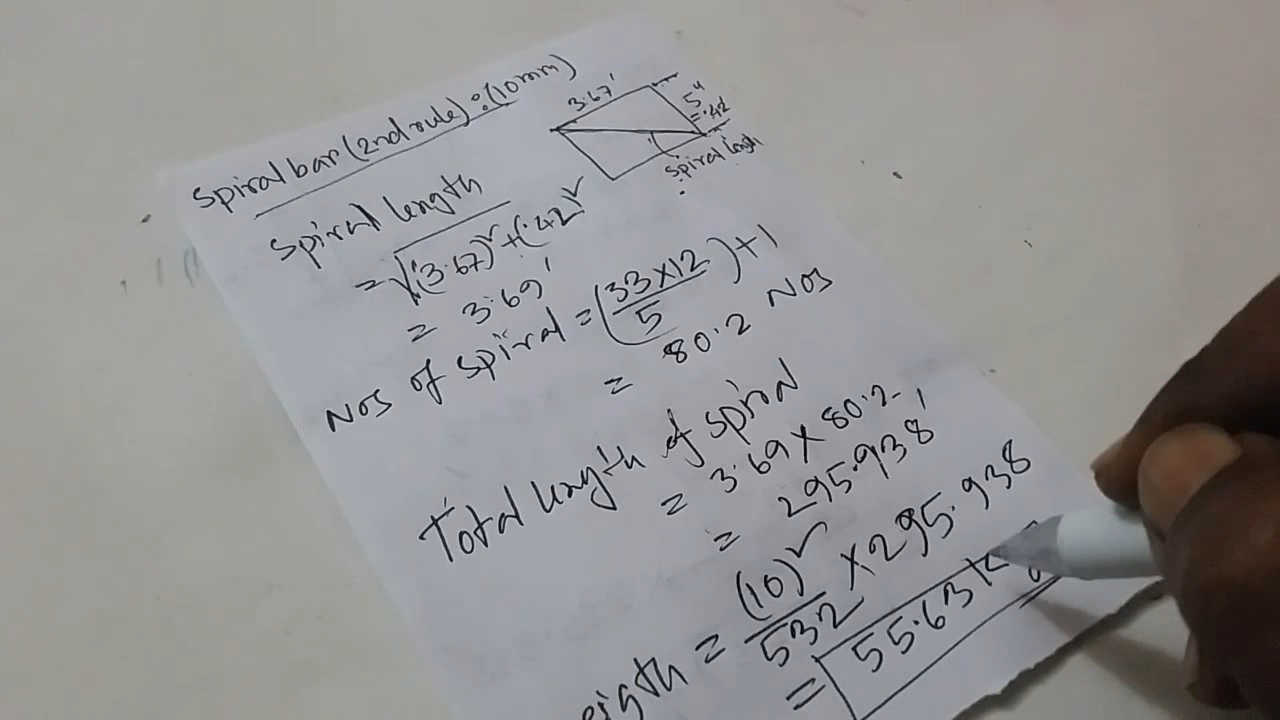 Spiral bar (2nd rule) : (10mm)
3.67'
5"
= .42'
Spiral length
Spiral length
= √(3.67)² + (.42)²
= 3.69'
Nos of spiral = (33×12/5)+1
= 80.2 Nos
Total length of spiral
= 3.69 × 80.2
= 295.938'
= (10)²/532 × 295.938
= 55.63